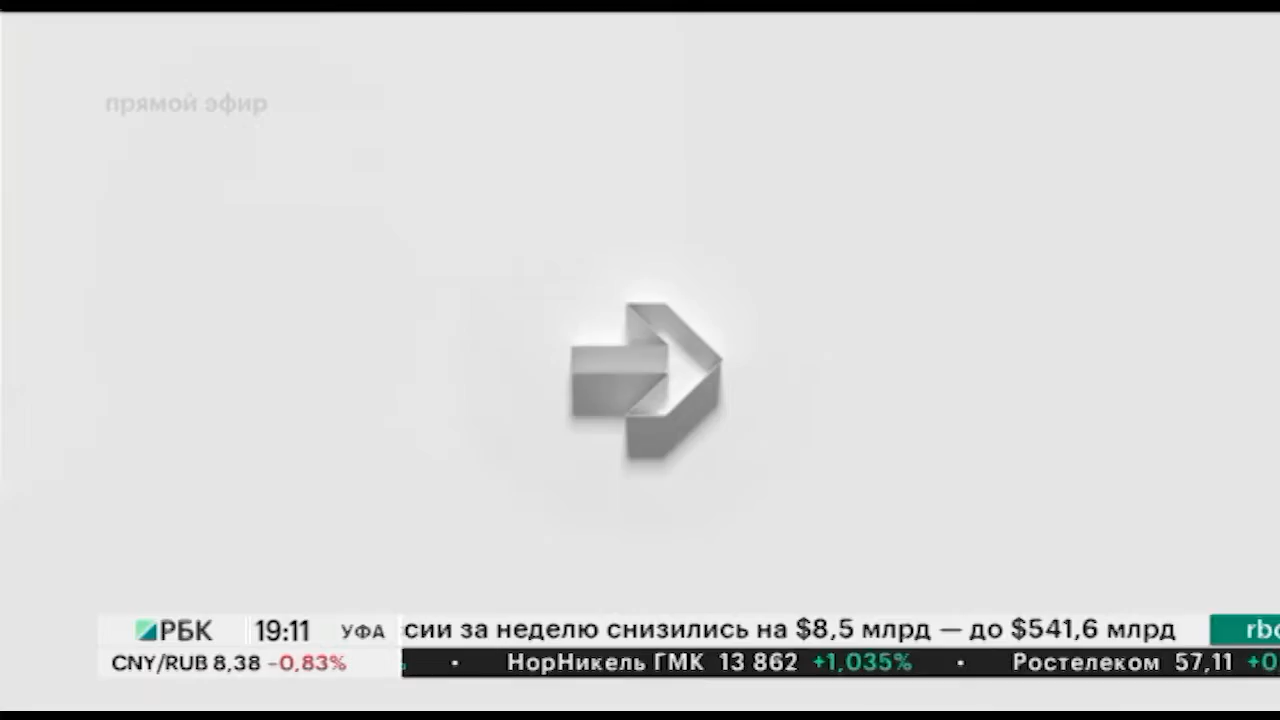 прямой эфир
РБК 19:11 УФА сии за неделю снизились на $8,5 млрд — до $541,6 млрд rbc
CNY/RUB 8,38 -0,83% • НорНикель ГМК 13 862 +1,035% • Ростелеком 57,11 +0